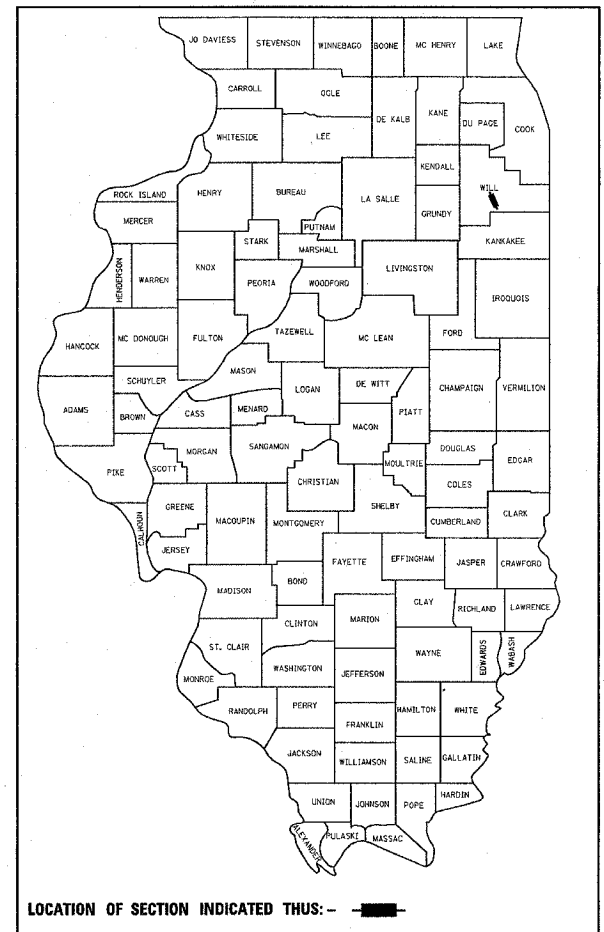 JO DAVIESS STEVENSON WINNEBAGO BOONE MC HENRY LAKE
CARROLL OGLE DE KALB KANE DU PAGE COOK
WHITESIDE LEE
KENDALL WILL
ROCK ISLAND HENRY BUREAU LA SALLE GRUNDY
MERCER PUTNAM KANKAKEE
STARK MARSHALL
HENDERSON WARREN KNOX PEORIA WOODFORD LIVINGSTON IROQUOIS
HANCOCK MC DONOUGH FULTON TAZEWELL MC LEAN FORD
MASON
SCHUYLER LOGAN DE WITT CHAMPAIGN VERMILION
ADAMS BROWN CASS MENARD MACON PIATT
MORGAN SANGAMON DOUGLAS EDGAR
PIKE SCOTT CHRISTIAN MOULTRIE COLES
GREENE MACOUPIN MONTGOMERY SHELBY CLARK
CALHOUN CUMBERLAND
JERSEY FAYETTE EFFINGHAM JASPER CRAWFORD
MADISON BOND
CLAY RICHLAND LAWRENCE
CLINTON MARION
ST. CLAIR WAYNE EDWARDS WABASH
WASHINGTON JEFFERSON
MONROE
RANDOLPH PERRY HAMILTON WHITE
FRANKLIN
JACKSON WILLIAMSON SALINE GALLATIN
HARDIN
UNION JOHNSON POPE
ALEXANDER PULASKI MASSAC
LOCATION OF SECTION INDICATED THUS: -